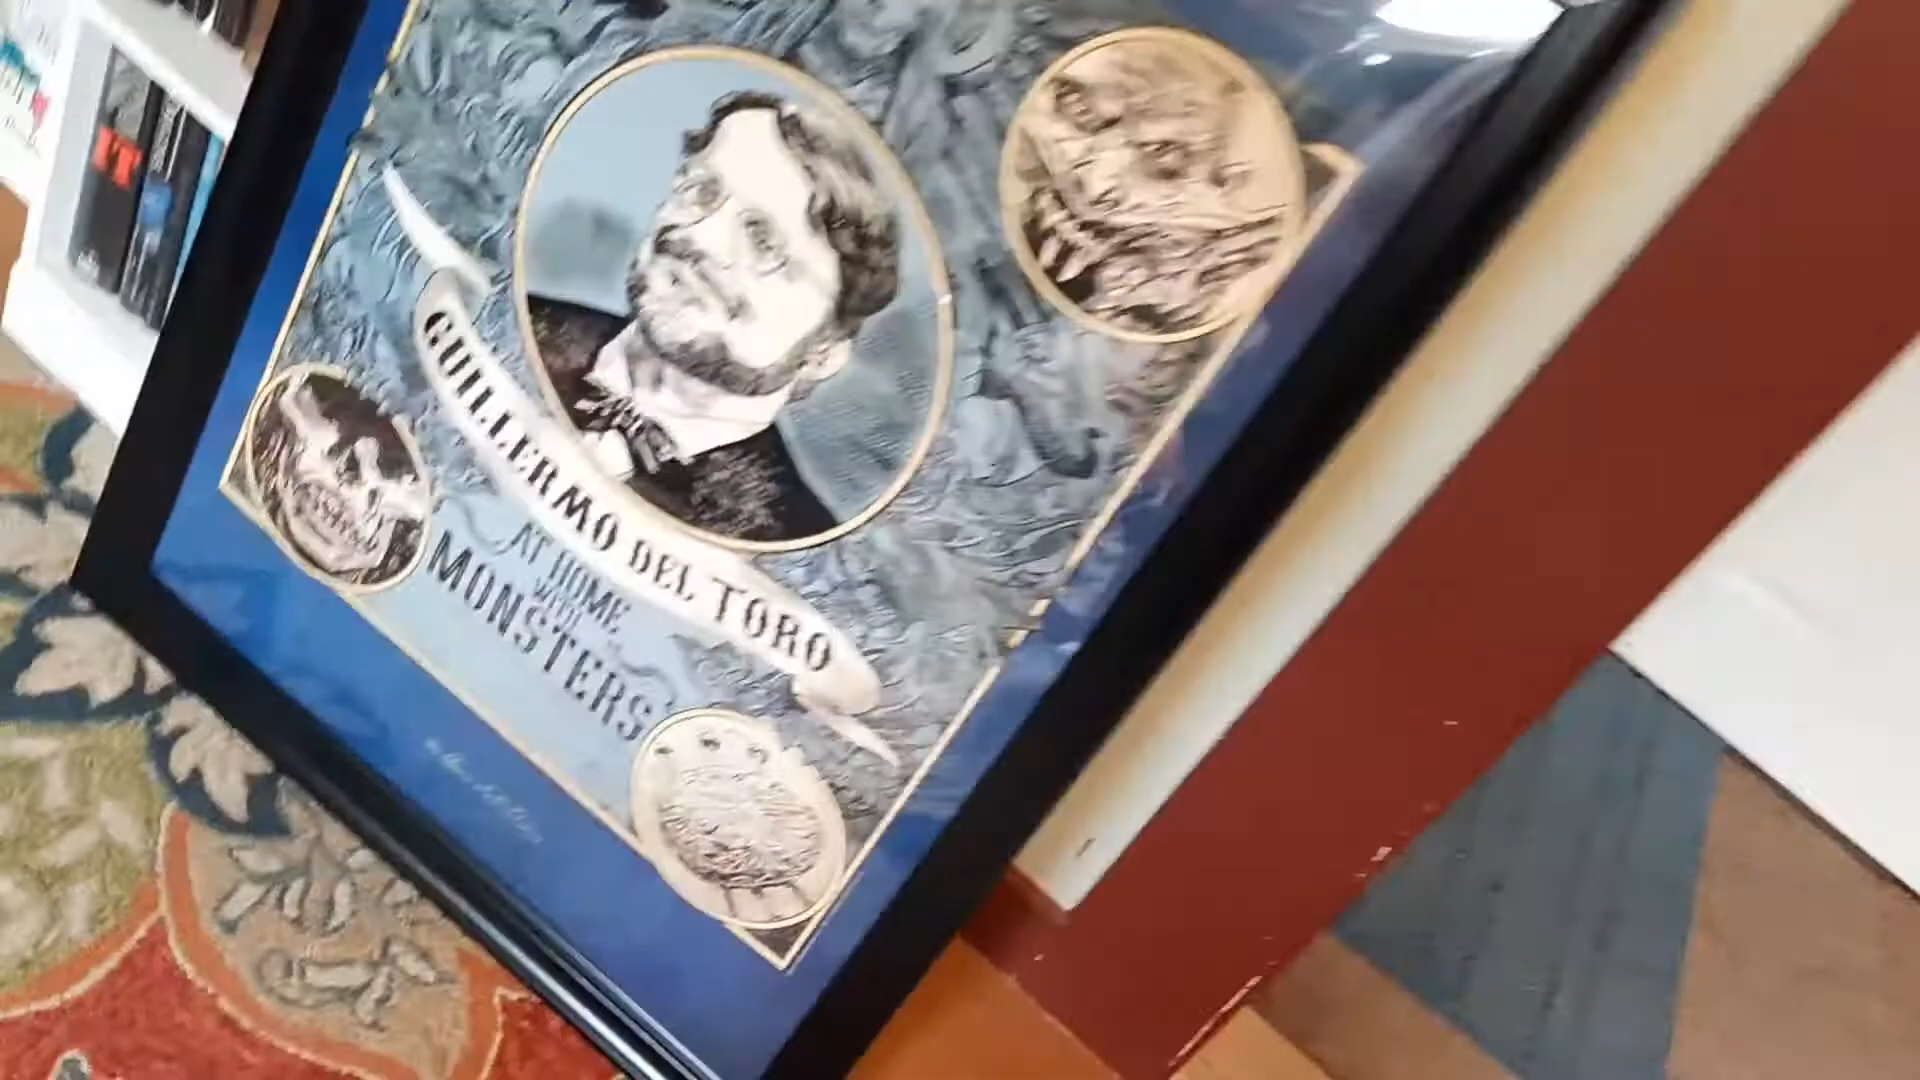 IT
GUILLERMO DEL TORO
AT HOME
WITH
MONSTERS